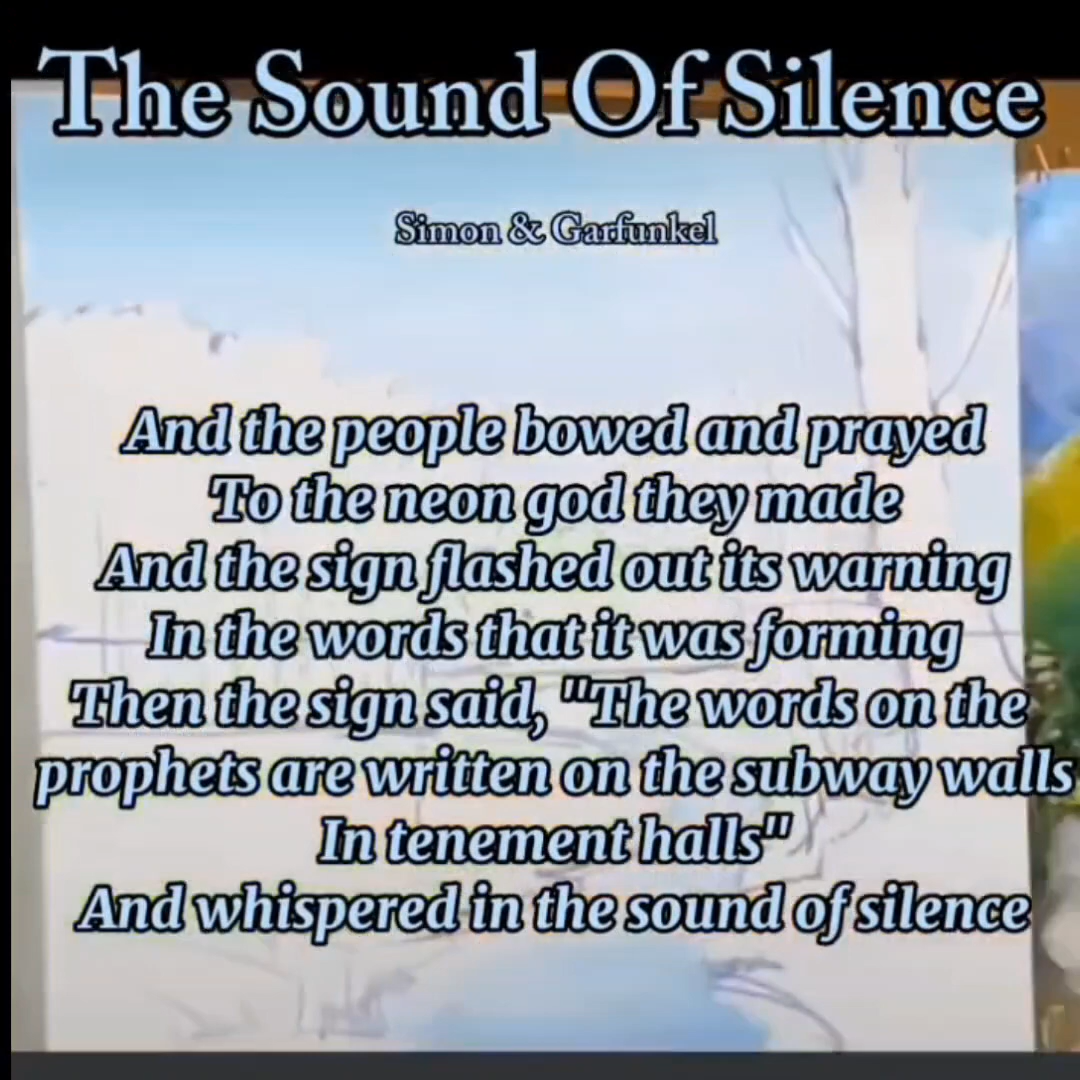 The Sound Of Silence
Simon & Garfunkel
And the people bowed and prayed
To the neon god they made
And the sign flashed out its warning
In the words that it was forming
Then the sign said, "The words on the
prophets are written on the subway walls
In tenement halls"
And whispered in the sound of silence